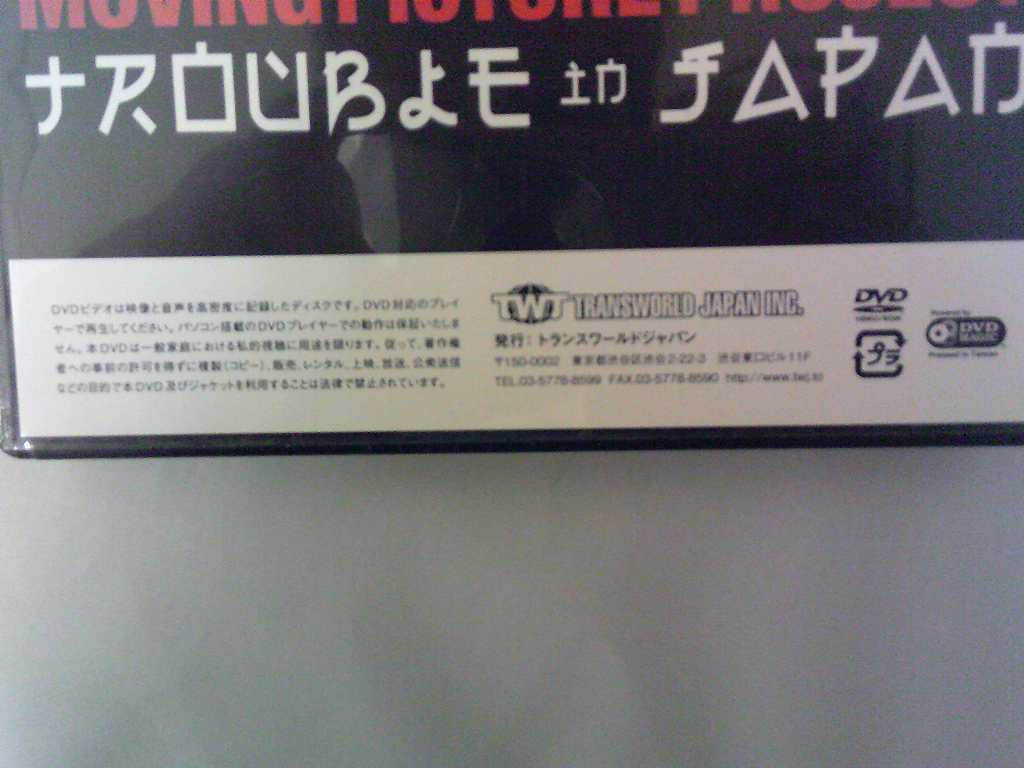 MOVING PICTURE PROJECT
TROUBLE in JAPAN
DVDビデオは映像と音声を高密度に記録したディスクです。DVD対応のプレイ
ヤーで再生してください。パソコン搭載のDVDプレイヤーでの動作は保証いたしま
せん。本DVDは一般家庭における私的視聴に用途を限ります。従って、著作権
者への事前の許可を得ずに複製(コピー)、販売、レンタル、上映、放送、公衆送信
などの目的で本DVD及びジャケットを利用することは法律で禁止されています。
TWT TRANSWORLD JAPAN INC.
発行:トランスワールドジャパン
〒150-0002 東京都渋谷区渋谷2-22-3 渋谷東口ビル11F
TEL.03-5778-8599 FAX.03-5778-8590 http://www.twj.to
DVD
プラ
Powered by
DVD